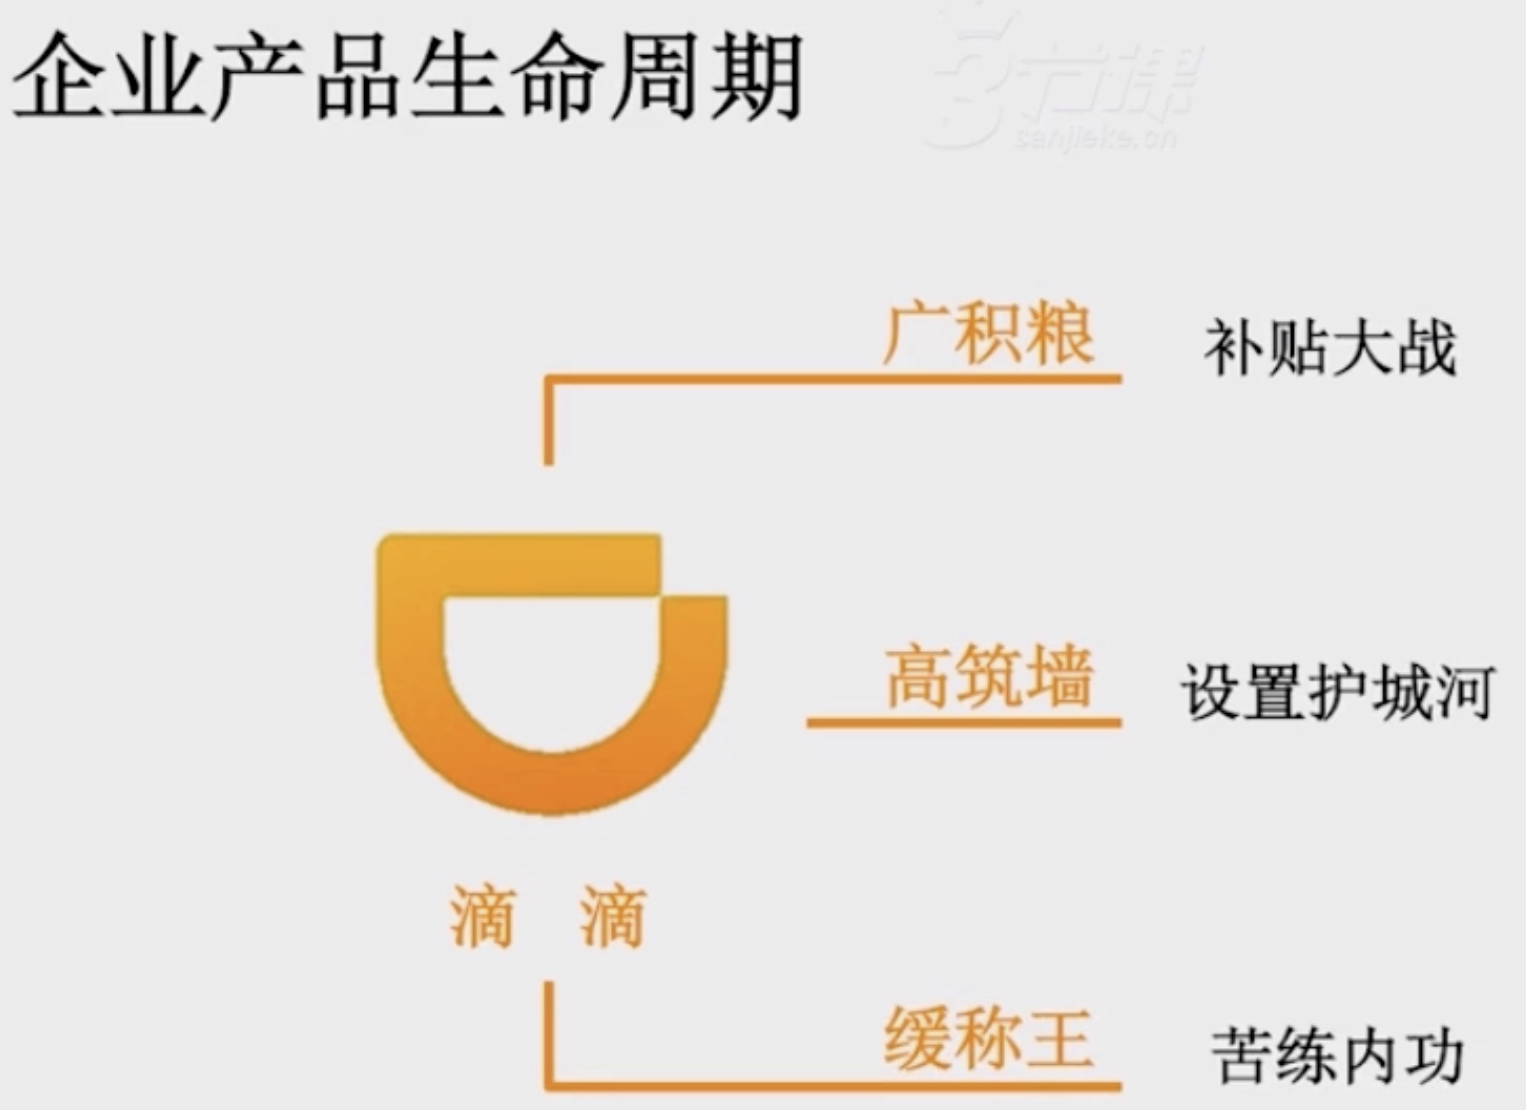 企业产品生命周期
3节课
sanjieke.cn
广积粮 补贴大战
高筑墙 设置护城河
滴 滴
缓称王 苦练内功